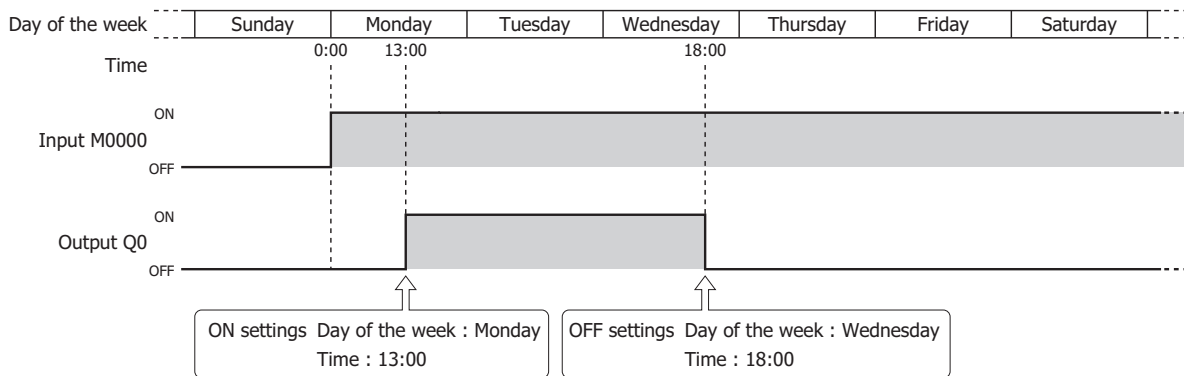 Day of the week Sunday Monday Tuesday Wednesday Thursday Friday Saturday
0:00 13:00 18:00
Time
ON
Input M0000
OFF
ON
Output Q0
OFF
ON settings Day of the week : Monday
Time : 13:00
OFF settings Day of the week : Wednesday
Time : 18:00